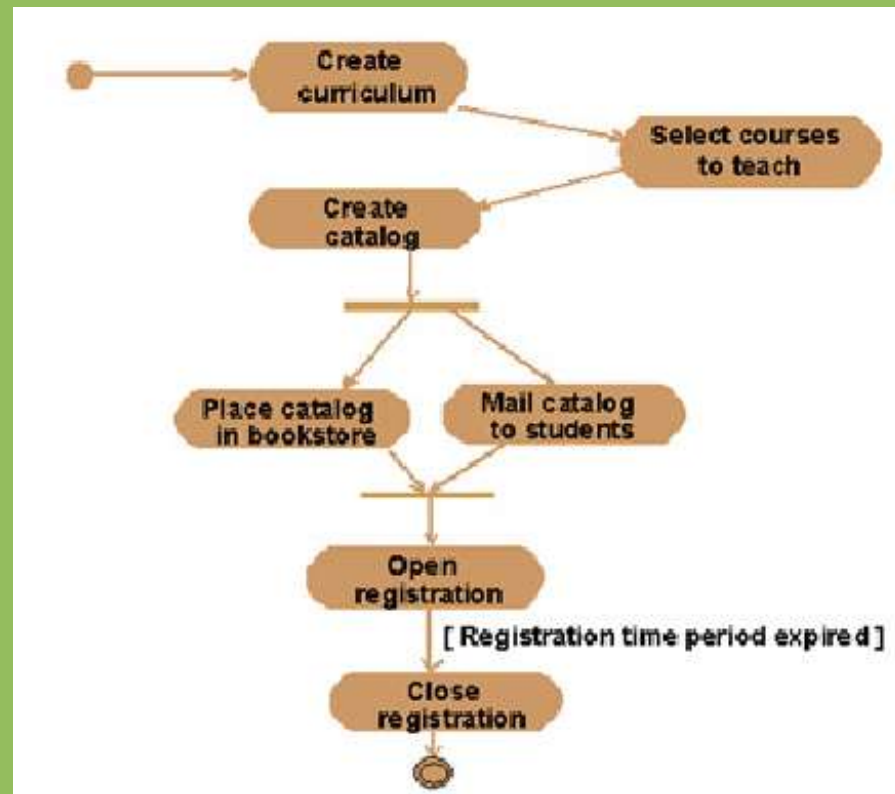 Create
curriculum
Select courses
to teach
Create
catalog
Place catalog
in bookstore
Mail catalog
to students
Open
registration
[ Registration time period expired ]
Close
registration